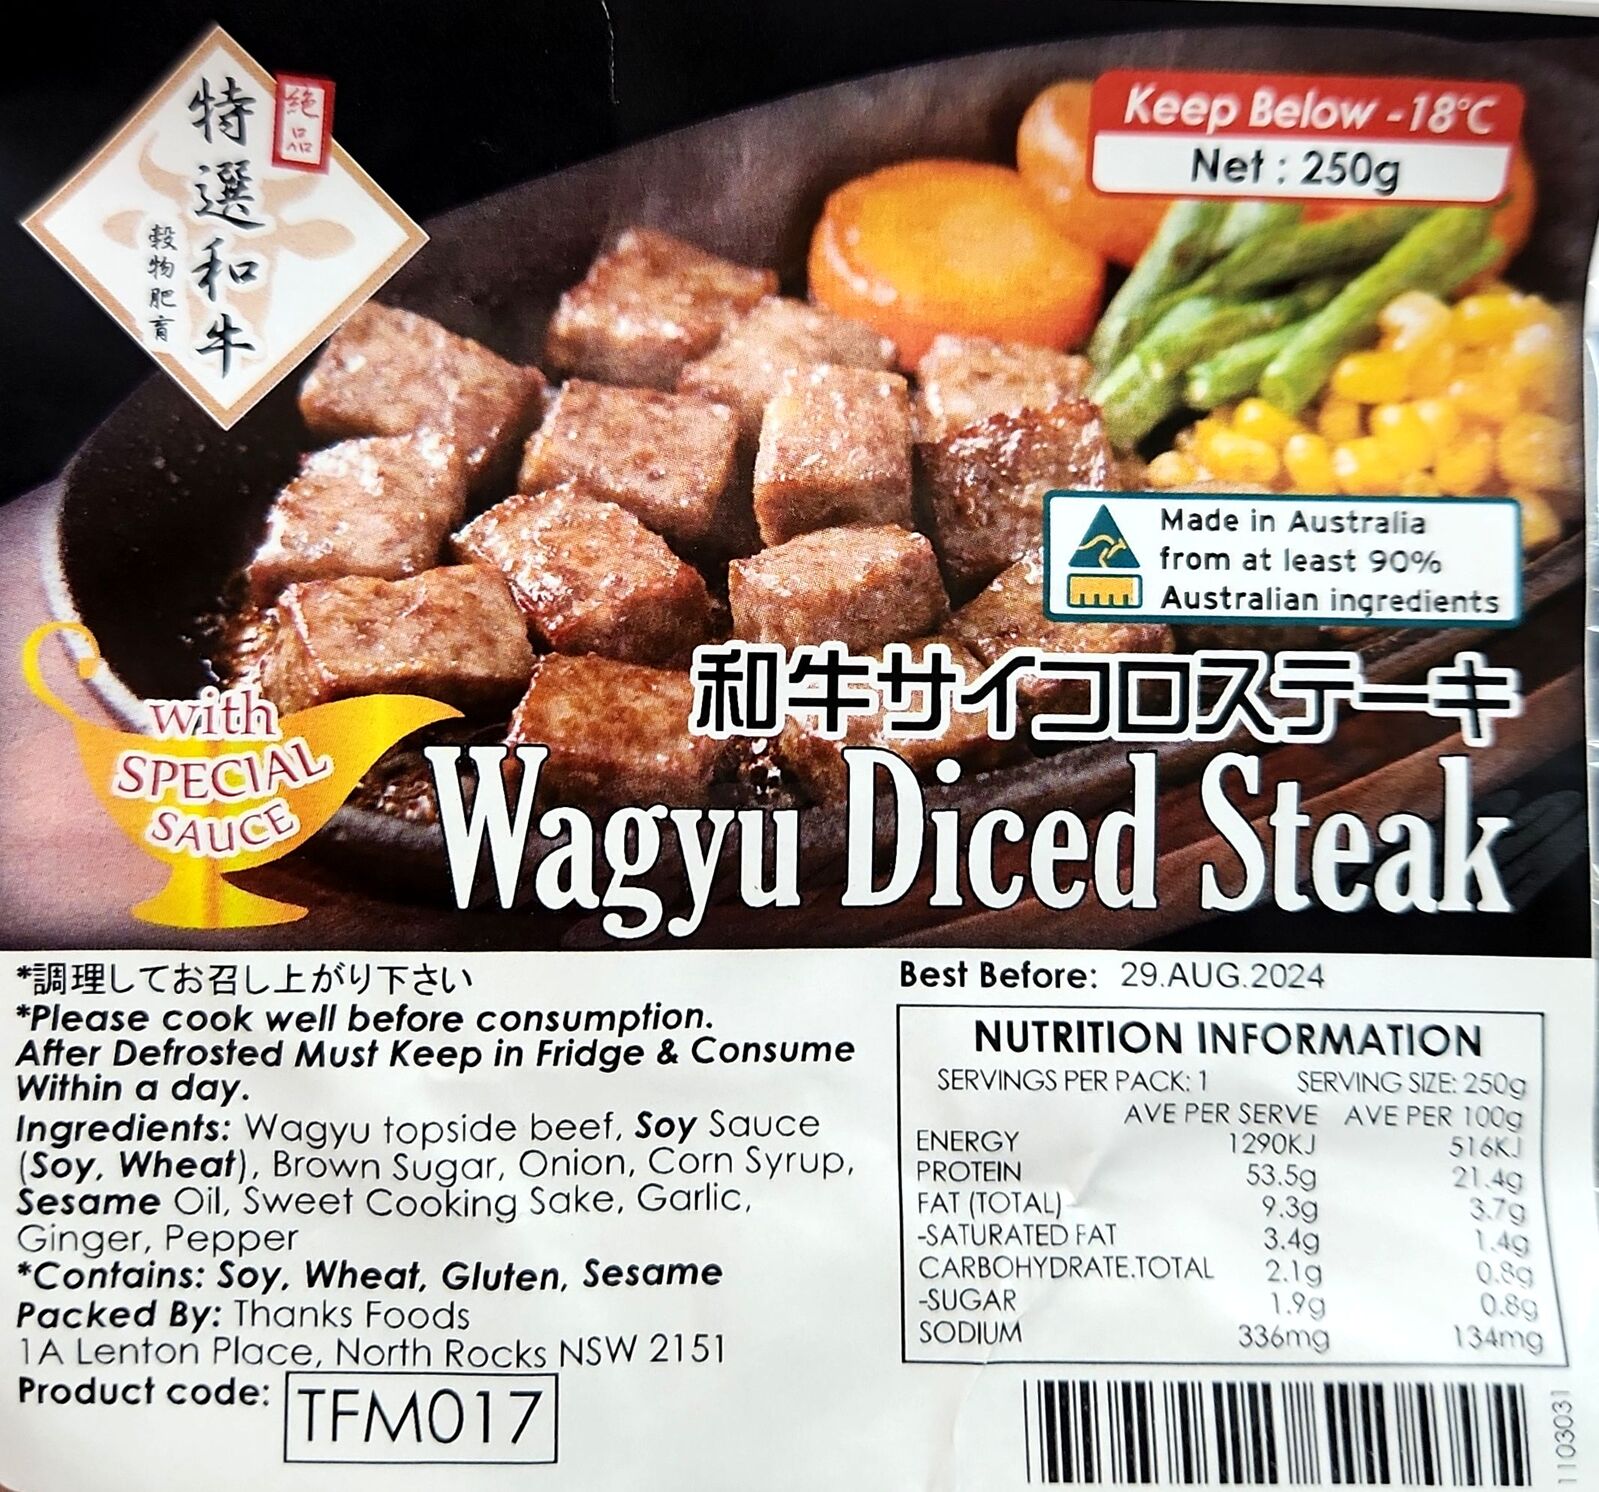 絶品
特選和牛
穀物肥育
Keep Below -18°C
Net : 250g
Made in Australia
from at least 90%
Australian ingredients
with
SPECIAL
SAUCE
和牛サイコロステーキ
Wagyu Diced Steak
*調理してお召し上がり下さい
*Please cook well before consumption.
After Defrosted Must Keep in Fridge & Consume
Within a day.
Ingredients: Wagyu topside beef, Soy Sauce
(Soy, Wheat), Brown Sugar, Onion, Corn Syrup,
Sesame Oil, Sweet Cooking Sake, Garlic,
Ginger, Pepper
*Contains: Soy, Wheat, Gluten, Sesame
Packed By: Thanks Foods
1A Lenton Place, North Rocks NSW 2151
Product code: TFM017
Best Before: 29.AUG.2024
NUTRITION INFORMATION
SERVINGS PER PACK: 1 SERVING SIZE: 250g
AVE PER SERVE AVE PER 100g
ENERGY 1290KJ 516KJ
PROTEIN 53.5g 21.4g
FAT (TOTAL) 9.3g 3.7g
-SATURATED FAT 3.4g 1.4g
CARBOHYDRATE.TOTAL 2.1g 0.8g
-SUGAR 1.9g 0.8g
SODIUM 336mg 134mg
1103031